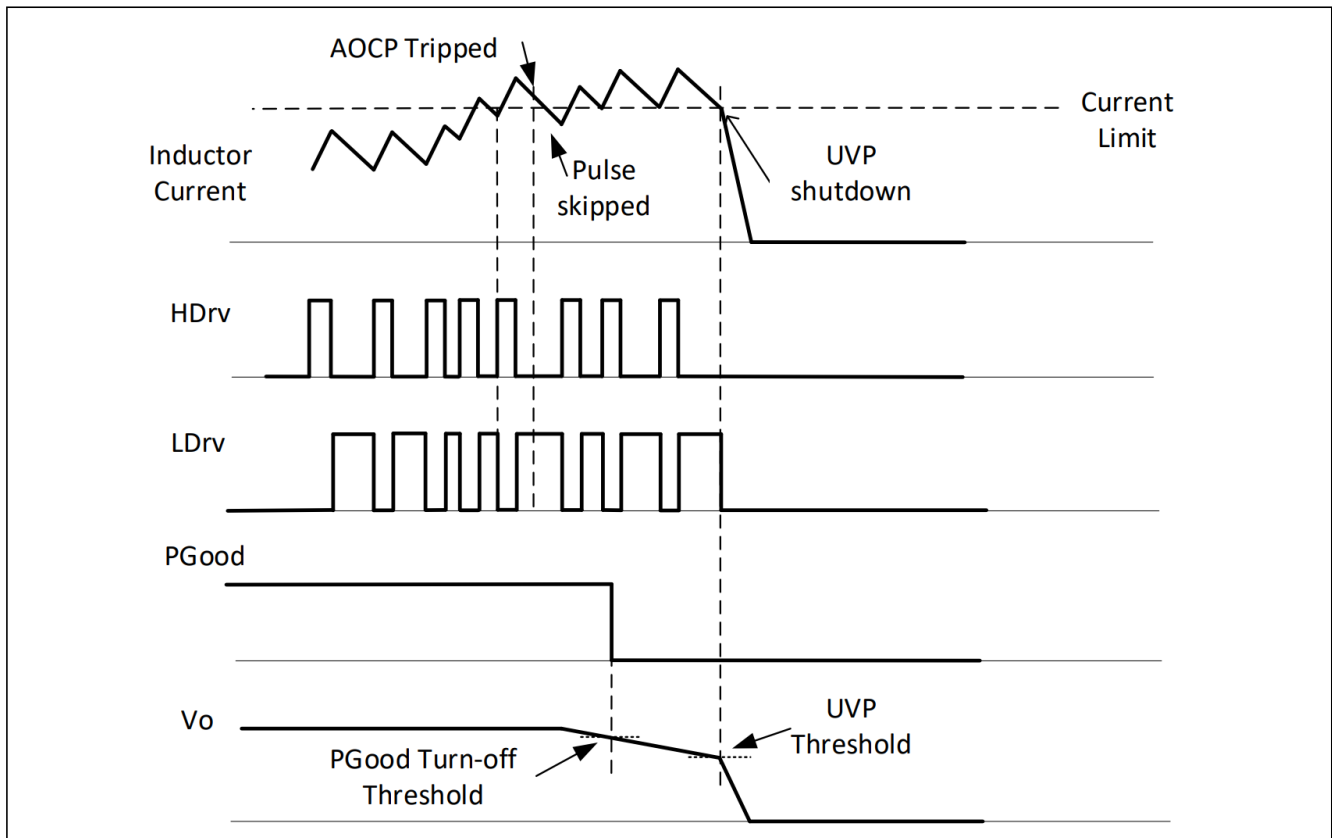 AOCP Tripped
Current
Limit
Inductor
Current
UVP
shutdown
Pulse
skipped
HDrv
LDrv
PGood
Vo
UVP
Threshold
PGood Turn-off
Threshold